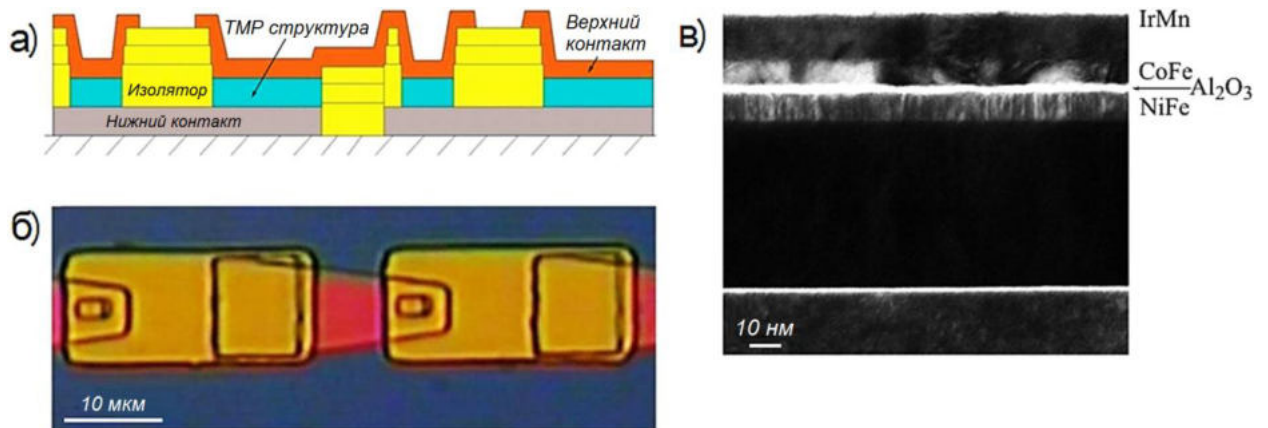 а)
ТМР структура
Верхний
контакт
Изолятор
Нижний контакт
б)
10 мкм
в)
IrMn
CoFe
Al₂O₃
NiFe
10 нм